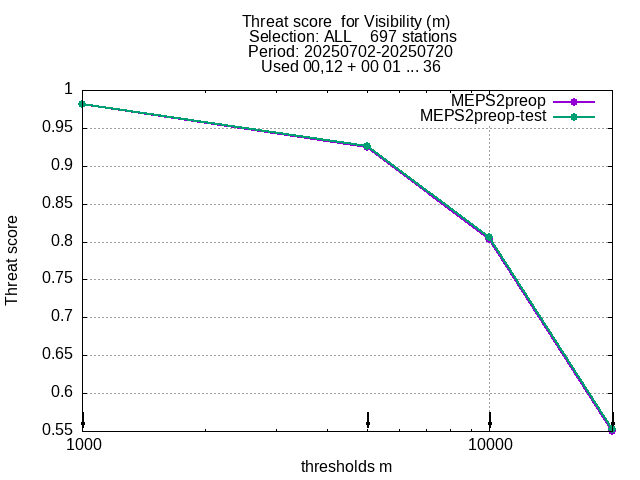 Threat score  for Visibility (m)
Selection: ALL    697 stations
Period: 20250702-20250720
Used 00,12 + 00 01 ... 36
MEPS2preop
MEPS2preop-test
1
0.95
0.9
0.85
0.8
0.75
0.7
0.65
0.6
0.55
Threat score
1000
10000
thresholds m